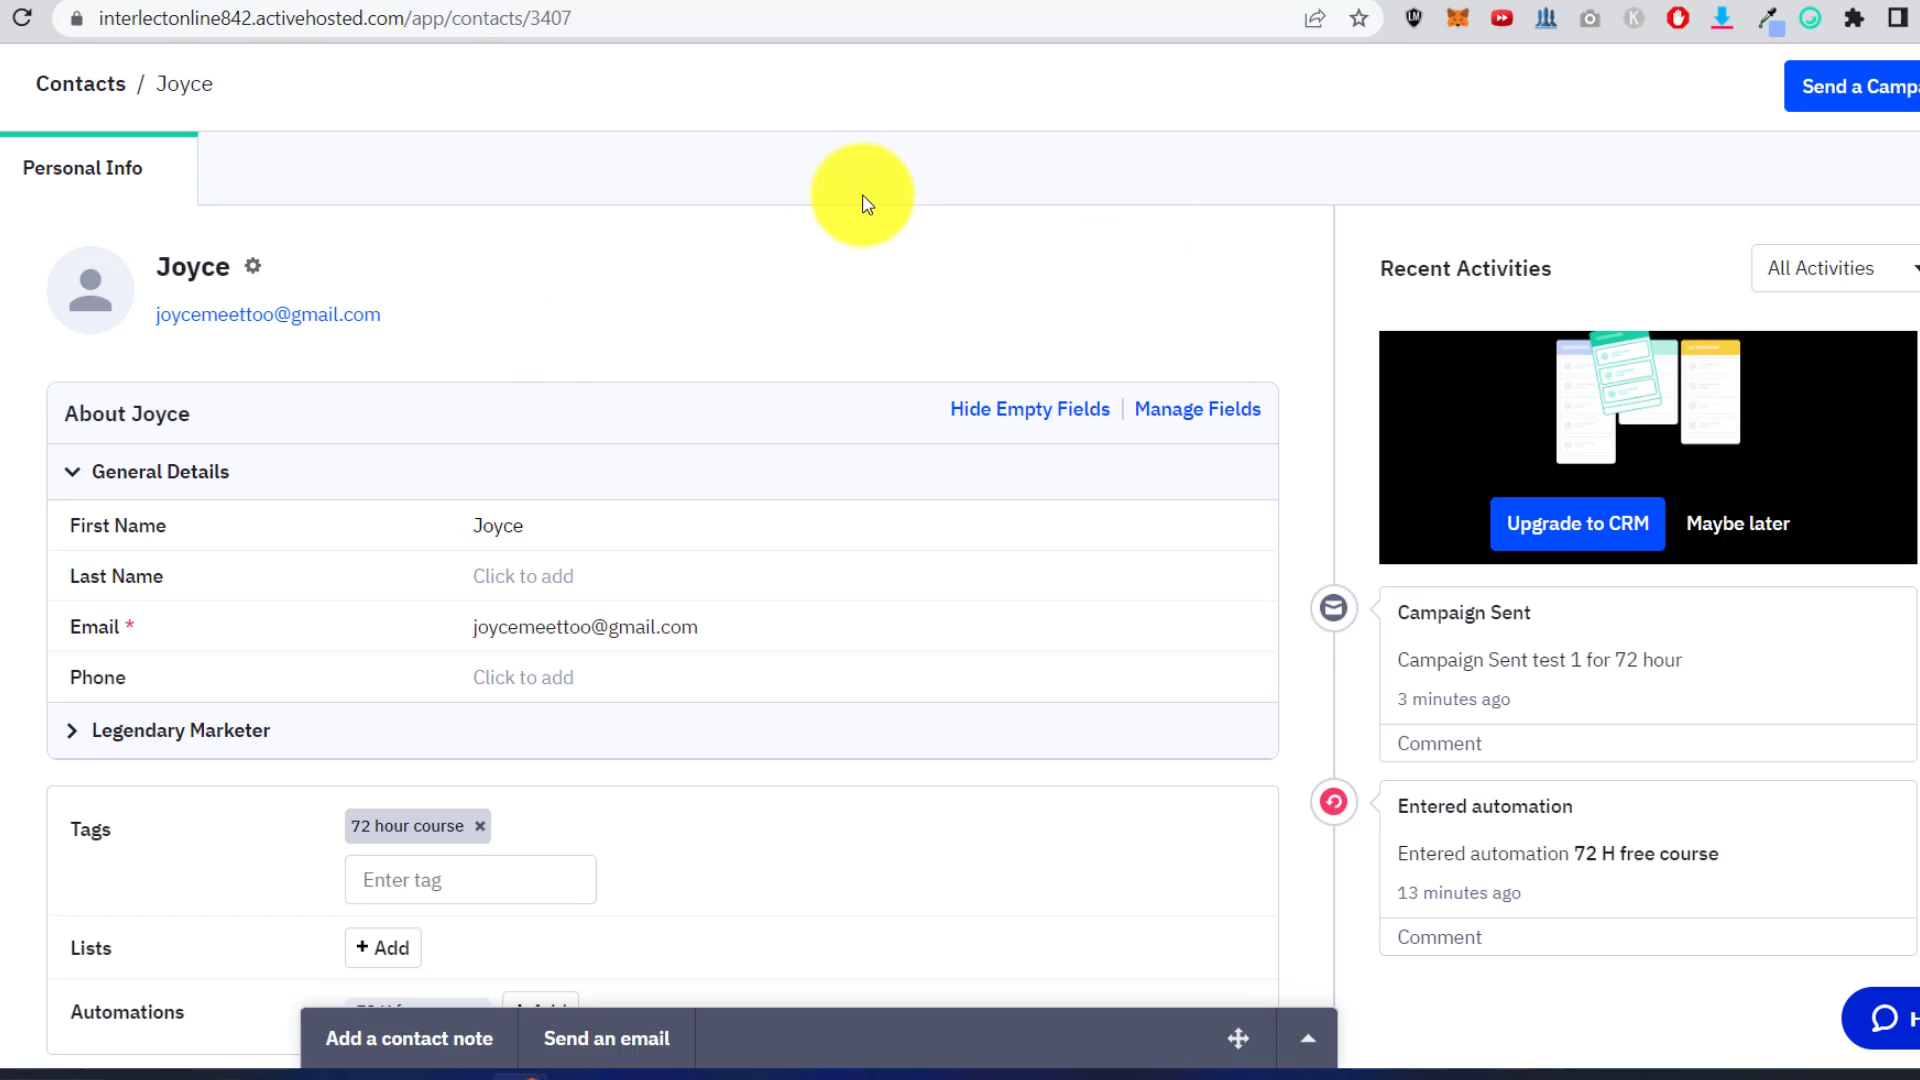 interlectonline842.activehosted.com/app/contacts/3407
Contacts / Joyce
Send a Campa
Personal Info
Joyce
joycemeettoo@gmail.com
Recent Activities
All Activities
About Joyce
Hide Empty Fields | Manage Fields
General Details
First Name Joyce
Last Name Click to add
Email * joycemeettoo@gmail.com
Phone Click to add
Legendary Marketer
Upgrade to CRM Maybe later
Campaign Sent
Campaign Sent test 1 for 72 hour
3 minutes ago
Comment
Entered automation
Entered automation 72 H free course
13 minutes ago
Comment
Tags 72 hour course ×
Enter tag
Lists + Add
Automations
Add a contact note Send an email
H